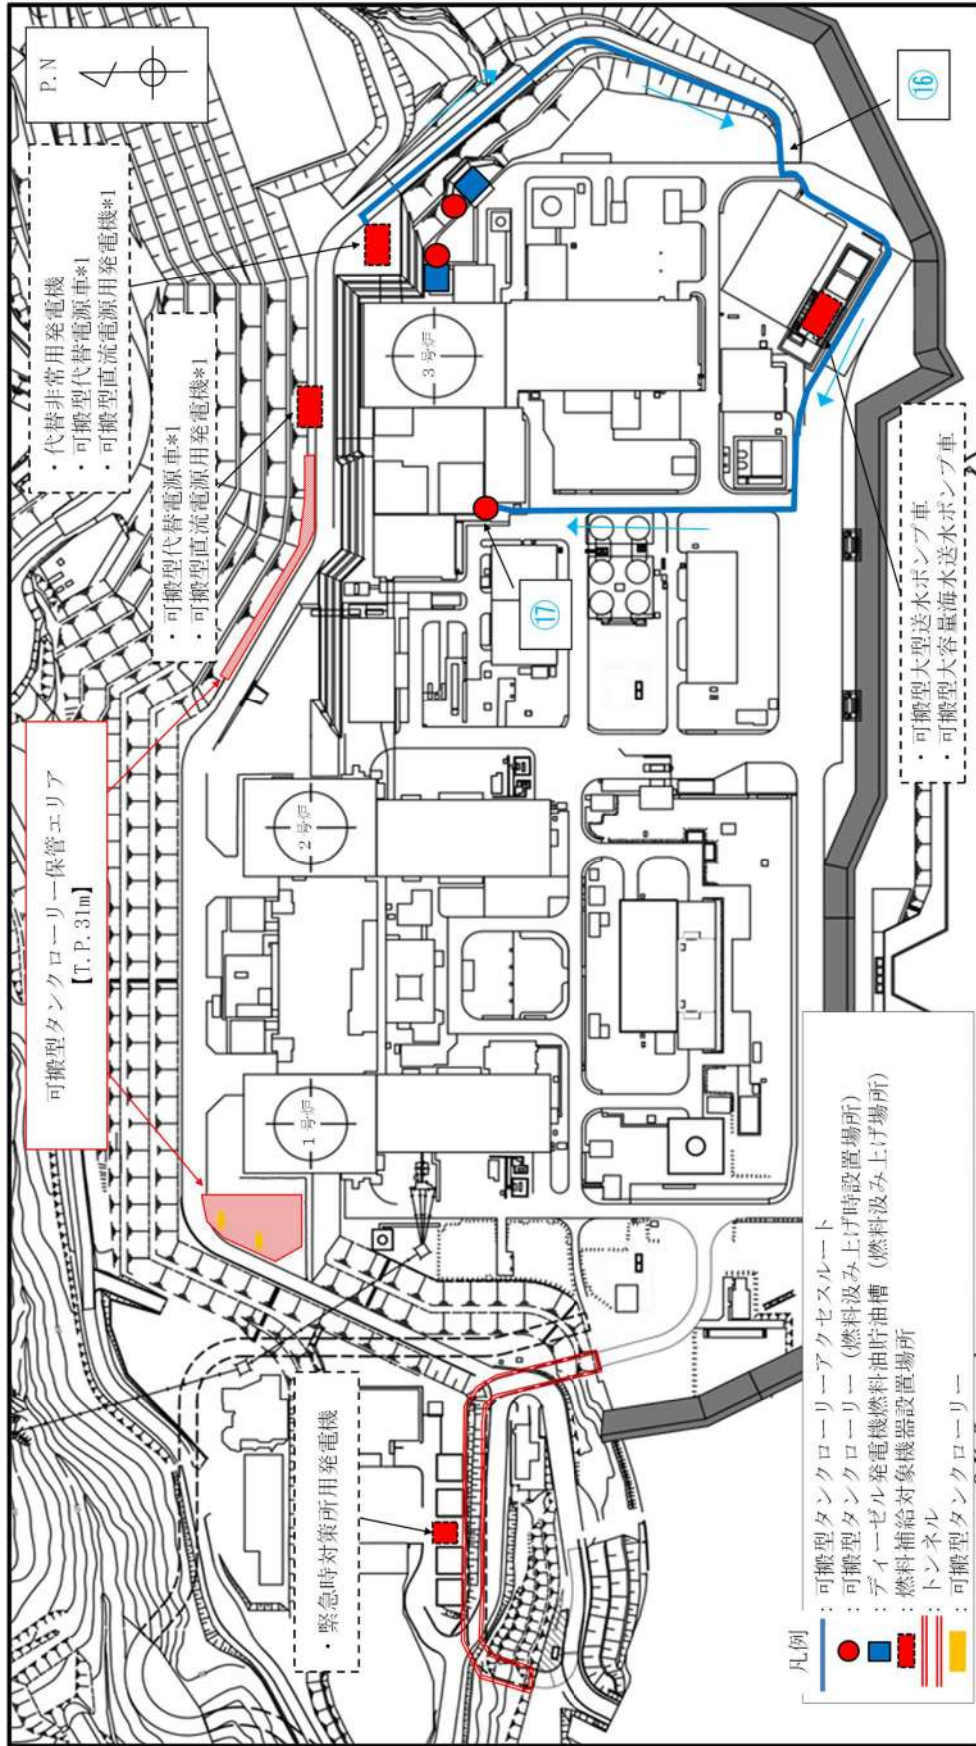 P.N
・代替非常用発電機
・可搬型代替電源車*1
・可搬型直流電源用発電機*1
・可搬型代替電源車*1
・可搬型直流電源用発電機*1
可搬型タンクローリー保管エリア
【T.P.31m】
・緊急時対策所用発電機
1号炉
2号炉
3号炉
⑯
⑰
・可搬型大型送水ポンプ車
・可搬型大容量海水送水ポンプ車
凡例
：可搬型タンクローリーアクセスルート
：可搬型タンクローリー（燃料汲み上げ時設置場所）
：ディーゼル発電機燃料油貯油槽（燃料汲み上げ場所）
：燃料補給対象機器設置場所
：トンネル
：可搬型タンクローリー